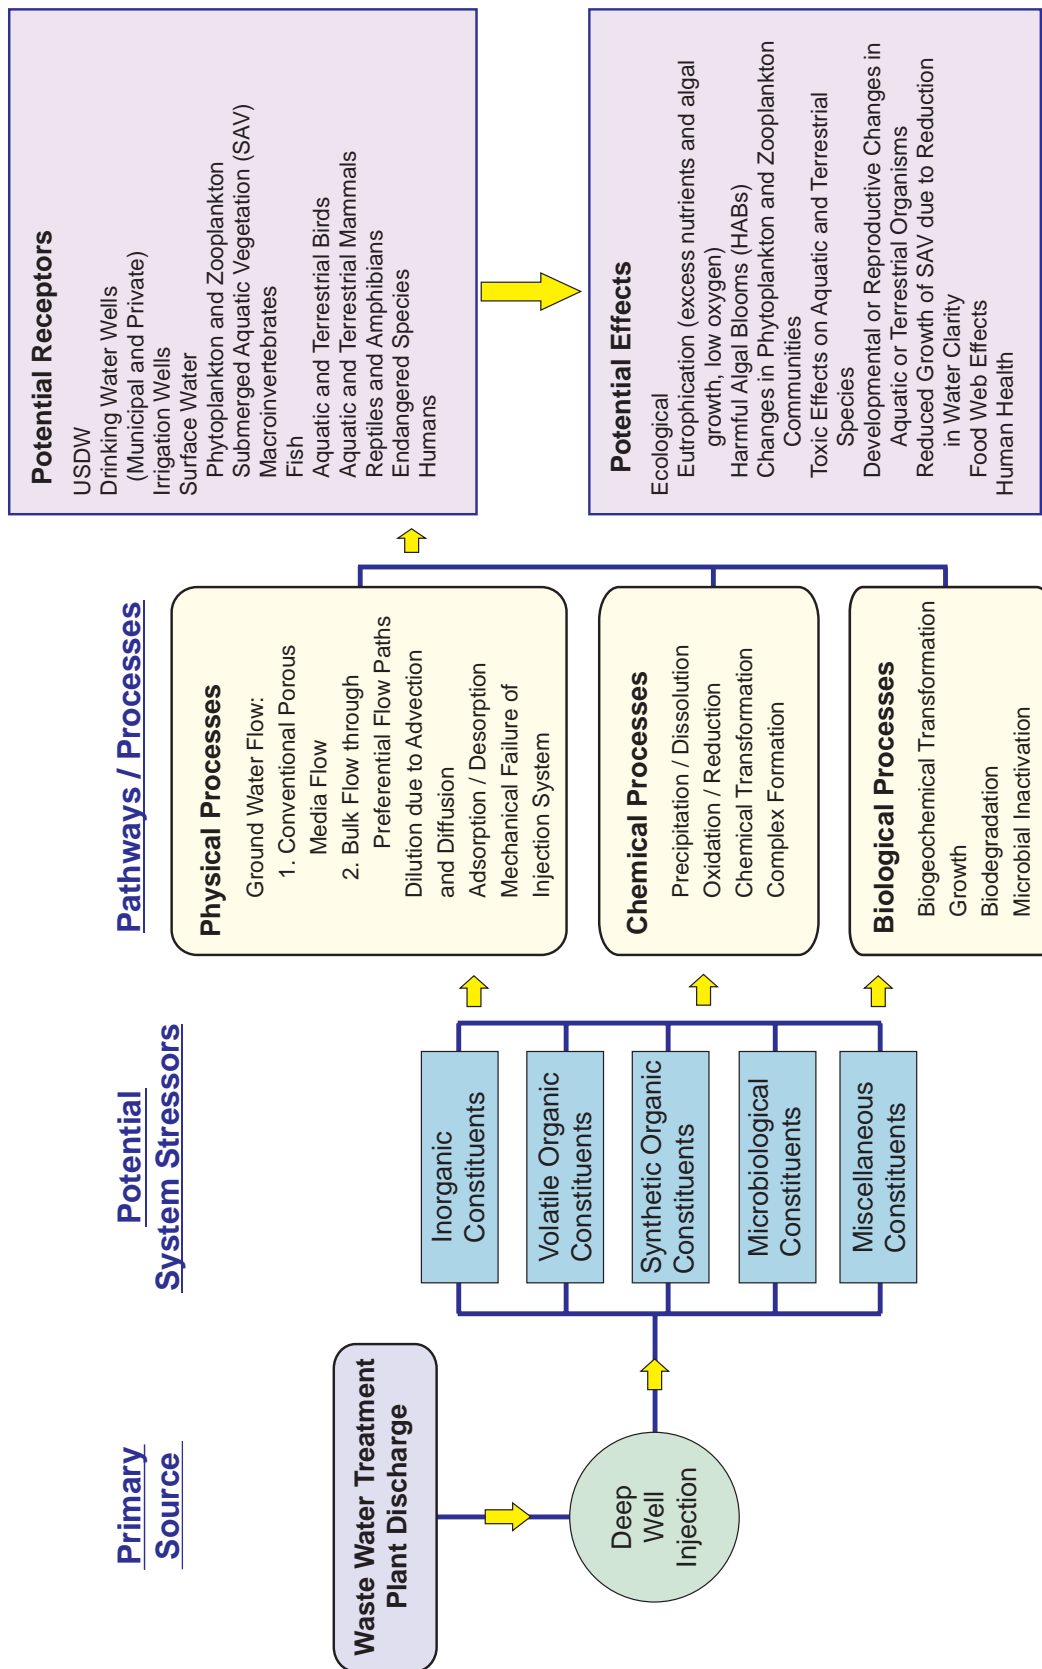 Primary
Source
Waste Water Treatment
Plant Discharge
Deep
Well
Injection
Potential
System Stressors
Inorganic
Constituents
Volatile Organic
Constituents
Synthetic Organic
Constituents
Microbiological
Constituents
Miscellaneous
Constituents
Pathways / Processes
Physical Processes
Ground Water Flow:
1. Conventional Porous
Media Flow
2. Bulk Flow through
Preferential Flow Paths
Dilution due to Advection
and Diffusion
Adsorption / Desorption
Mechanical Failure of
Injection System
Chemical Processes
Precipitation / Dissolution
Oxidation / Reduction
Chemical Transformation
Complex Formation
Biological Processes
Biogeochemical Transformation
Growth
Biodegradation
Microbial Inactivation
Potential Receptors
USDW
Drinking Water Wells
(Municipal and Private)
Irrigation Wells
Surface Water
Phytoplankton and Zooplankton
Submerged Aquatic Vegetation (SAV)
Macroinvertebrates
Fish
Aquatic and Terrestrial Birds
Aquatic and Terrestrial Mammals
Reptiles and Amphibians
Endangered Species
Humans
Potential Effects
Ecological
Eutrophication (excess nutrients and algal
growth, low oxygen)
Harmful Algal Blooms (HABs)
Changes in Phytoplankton and Zooplankton
Communities
Toxic Effects on Aquatic and Terrestrial
Species
Developmental or Reproductive Changes in
Aquatic or Terrestrial Organisms
Reduced Growth of SAV due to Reduction
in Water Clarity
Food Web Effects
Human Health